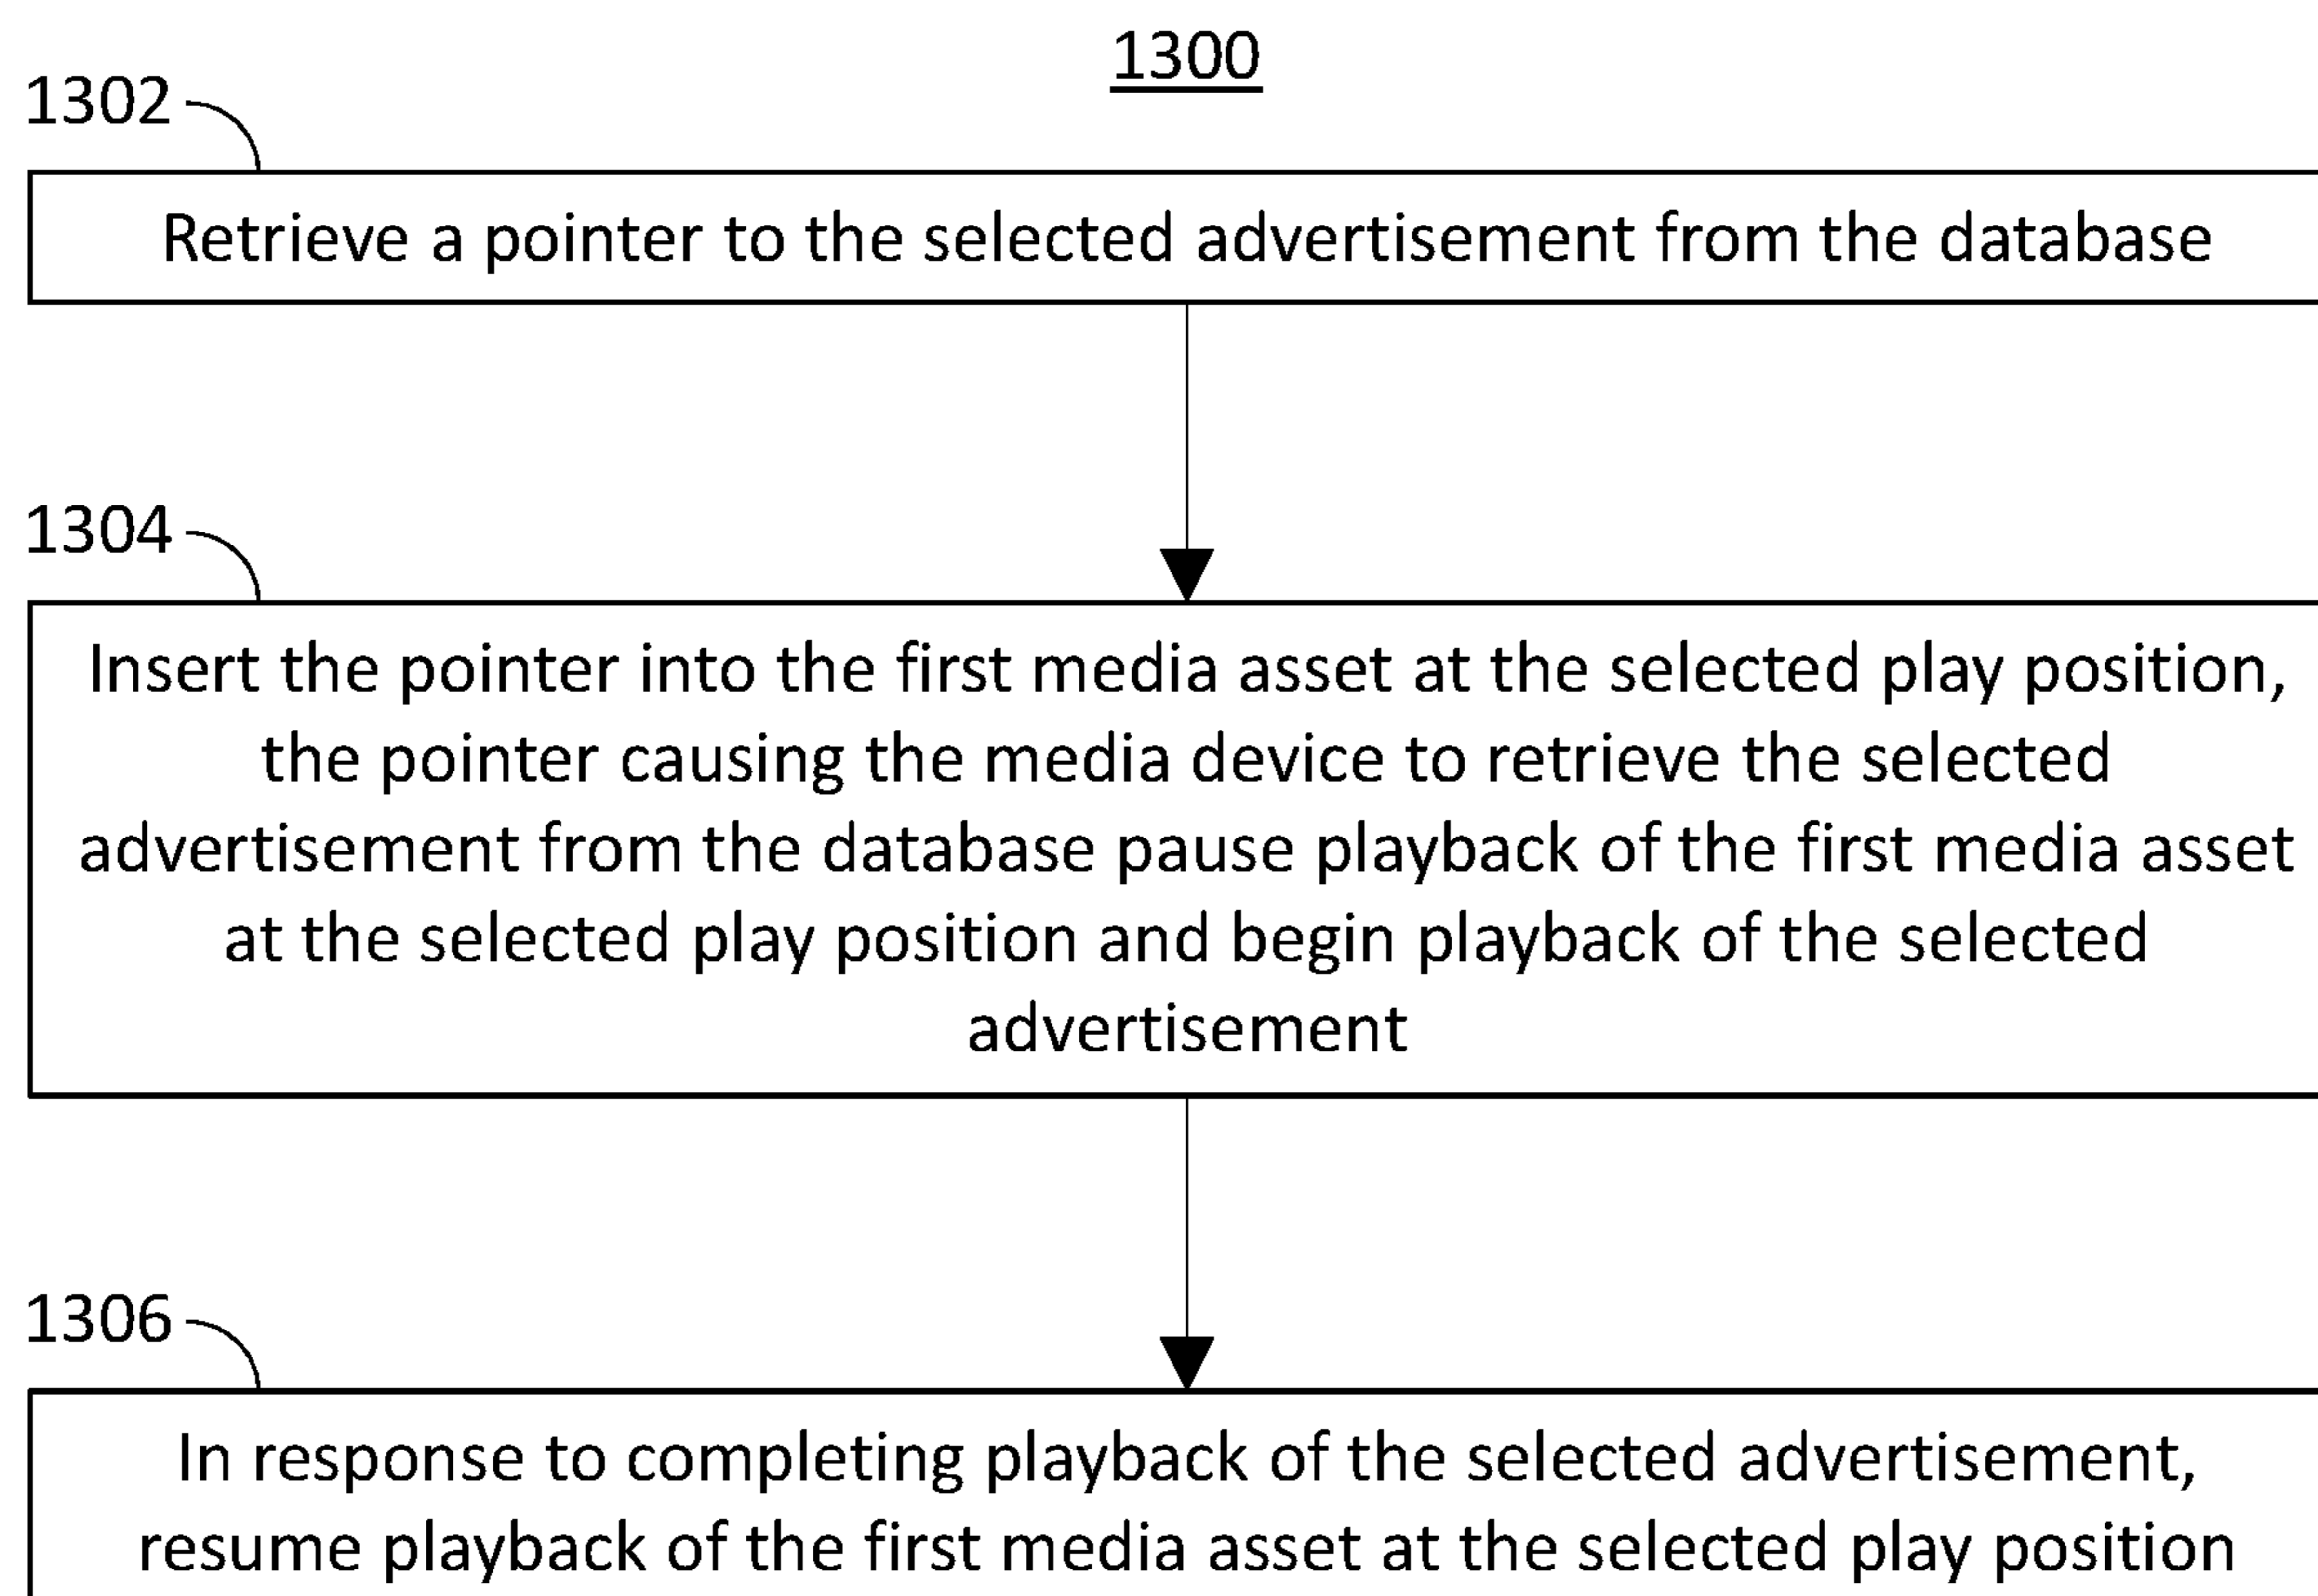 1300
1302
Retrieve a pointer to the selected advertisement from the database
1304
Insert the pointer into the first media asset at the selected play position,
the pointer causing the media device to retrieve the selected
advertisement from the database pause playback of the first media asset
at the selected play position and begin playback of the selected
advertisement
1306
In response to completing playback of the selected advertisement,
resume playback of the first media asset at the selected play position